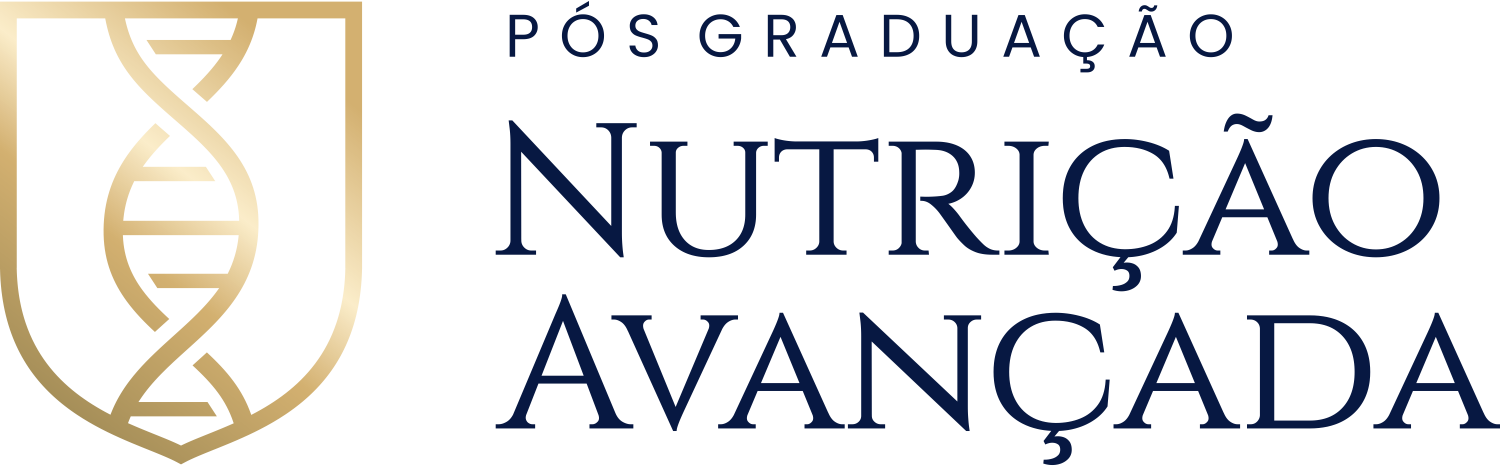 PÓS GRADUAÇÃO
NUTRIÇÃO
AVANÇADA